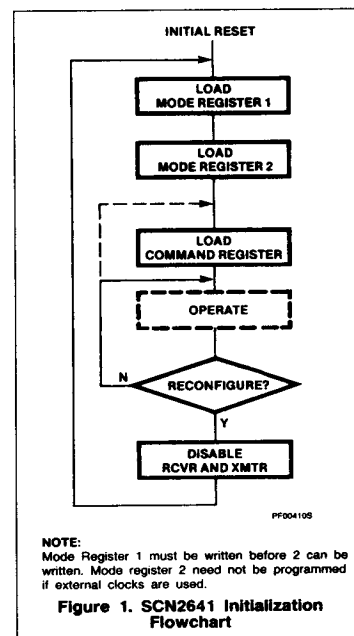 INITIAL RESET
LOAD
MODE REGISTER 1
LOAD
MODE REGISTER 2
LOAD
COMMAND REGISTER
OPERATE
N
RECONFIGURE?
Y
DISABLE
RCVR AND XMTR
PF00410S
NOTE:
Mode Register 1 must be written before 2 can be
written. Mode register 2 need not be programmed
if external clocks are used.
Figure 1. SCN2641 Initialization
Flowchart